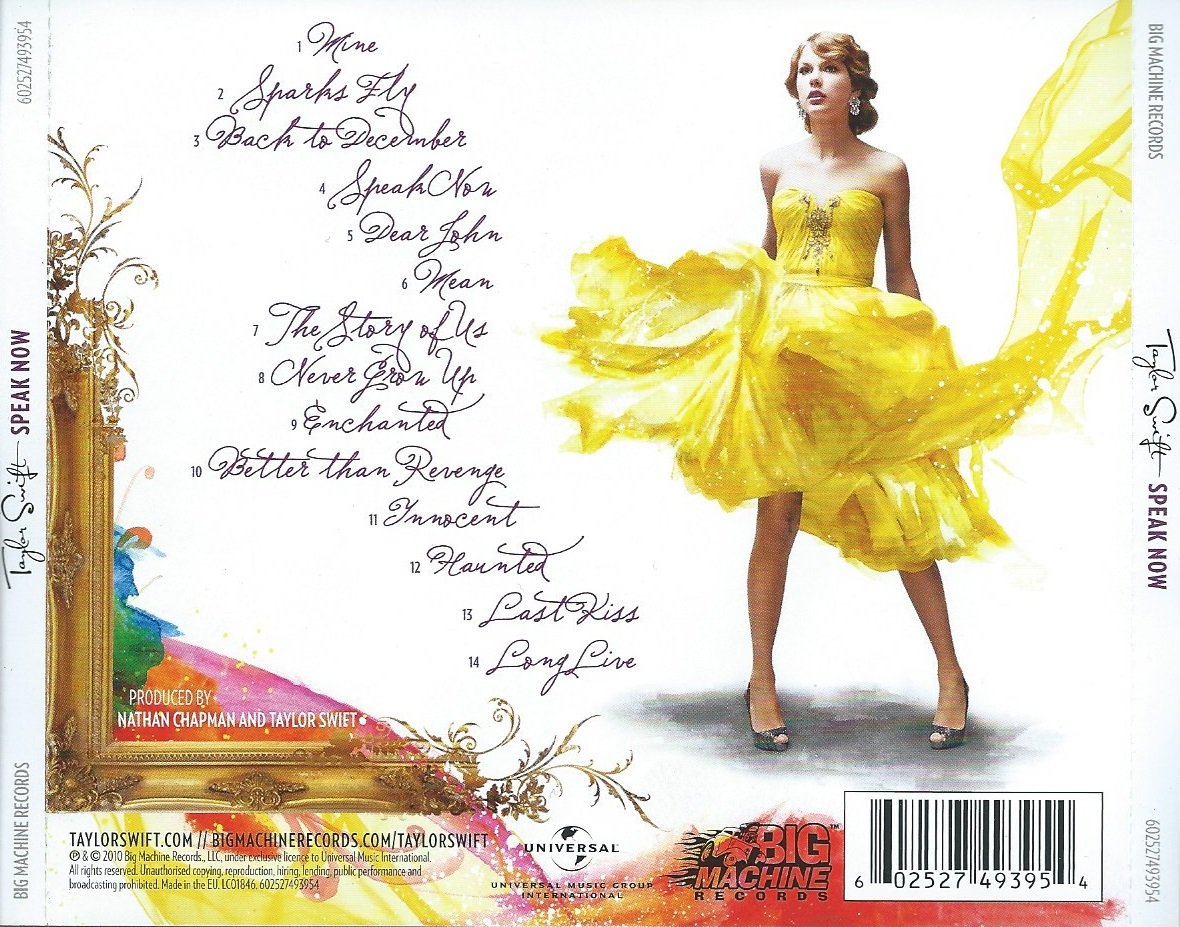 602527493954
BIG MACHINE RECORDS
Taylor Swift SPEAK NOW
1 Mine
2 Sparks Fly
3 Back to December
4 Speak Now
5 Dear John
6 Mean
7 The Story of Us
8 Never Grow Up
9 Enchanted
10 Better than Revenge
11 Innocent
12 Haunted
13 Last Kiss
14 Long Live
PRODUCED BY
NATHAN CHAPMAN AND TAYLOR SWIFT
TAYLORSWIFT.COM // BIGMACHINERECORDS.COM/TAYLORSWIFT
℗ & © 2010 Big Machine Records., LLC, under exclusive licence to Universal Music International.
All rights reserved. Unauthorised copying, reproduction, hiring, lending, public performance and
broadcasting prohibited. Made in the EU. LC01846. 602527493954
UNIVERSAL
UNIVERSAL MUSIC GROUP
INTERNATIONAL
BIG
MACHINE
RECORDS
™
6 02527 49395 4
BIG MACHINE RECORDS
Taylor Swift SPEAK NOW
602527493954